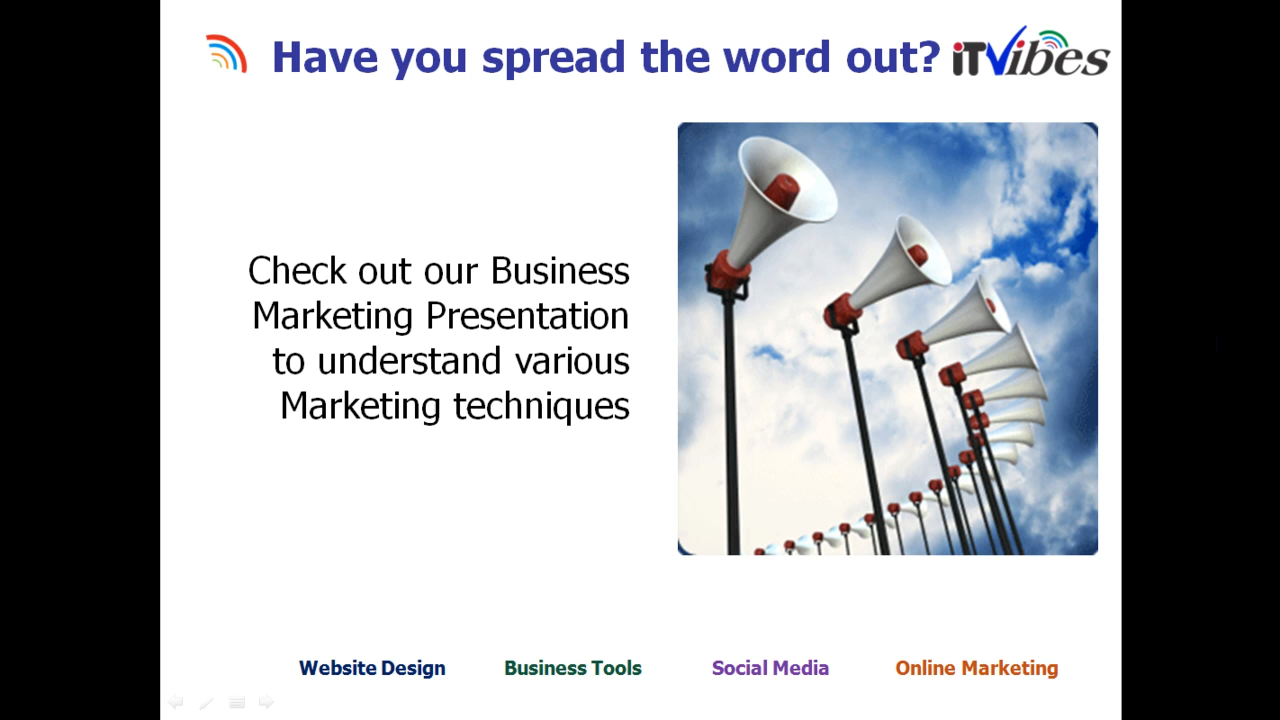 Have you spread the word out?
iTVibes
Check out our Business
Marketing Presentation
to understand various
Marketing techniques
Website Design
Business Tools
Social Media
Online Marketing